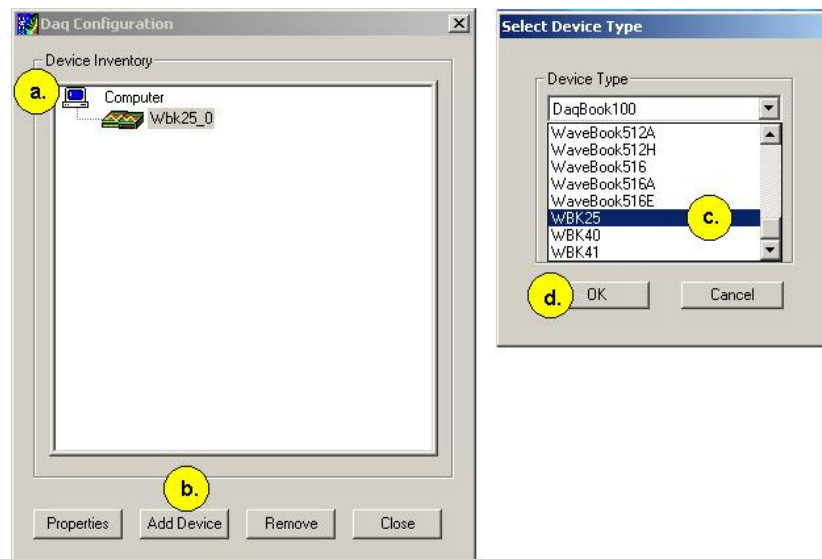 Daq Configuration
Device Inventory
a.
Computer
Wbk25_0
b.
Properties
Add Device
Remove
Close
Select Device Type
Device Type
DaqBook100
WaveBook512A
WaveBook512H
WaveBook516
WaveBook516A
WaveBook516E
WBK25
c.
WBK40
WBK41
d.
OK
Cancel